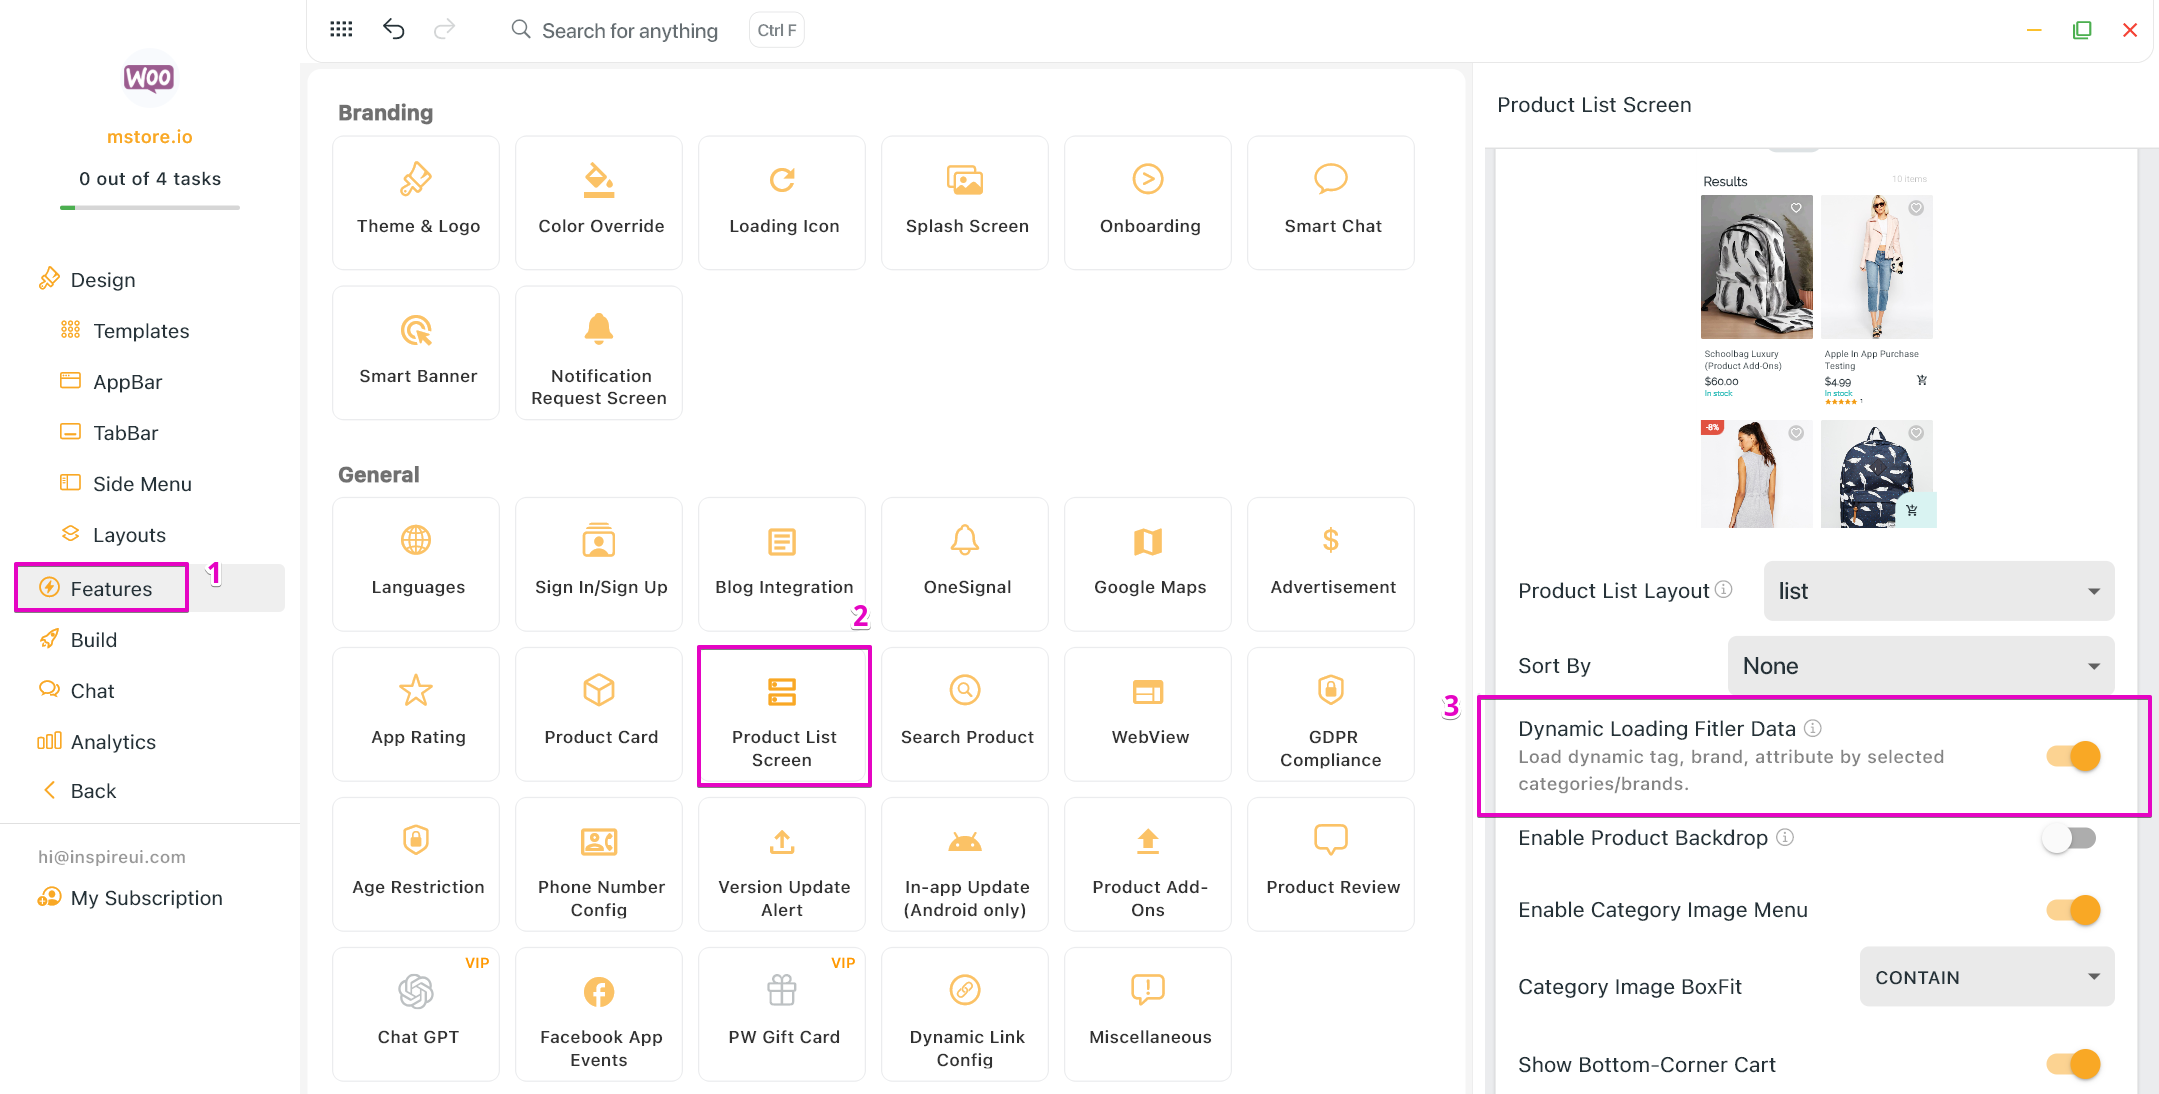 Search for anything
Ctrl F
WOO
mstore.io
0 out of 4 tasks
Design
Templates
AppBar
TabBar
Side Menu
Layouts
Features
1
Build
Chat
Analytics
Back
hi@inspireui.com
My Subscription
Branding
Theme & Logo
Color Override
Loading Icon
Splash Screen
Onboarding
Smart Chat
Smart Banner
Notification
Request Screen
General
Languages
Sign In/Sign Up
Blog Integration
OneSignal
Google Maps
Advertisement
2
App Rating
Product Card
Product List
Screen
Search Product
WebView
GDPR
Compliance
Age Restriction
Phone Number
Config
Version Update
Alert
In-app Update
(Android only)
Product Add-
Ons
Product Review
VIP
Chat GPT
Facebook App
Events
VIP
PW Gift Card
Dynamic Link
Config
Miscellaneous
Product List Screen
Results
10 items
Schoolbag Luxury
(Product Add-Ons)
$60.00
In stock
Apple In App Purchase
Testing
$4.99
In stock
1
-8%
Product List Layout
list
Sort By
None
3
Dynamic Loading Fitler Data
Load dynamic tag, brand, attribute by selected
categories/brands.
Enable Product Backdrop
Enable Category Image Menu
Category Image BoxFit
CONTAIN
Show Bottom-Corner Cart